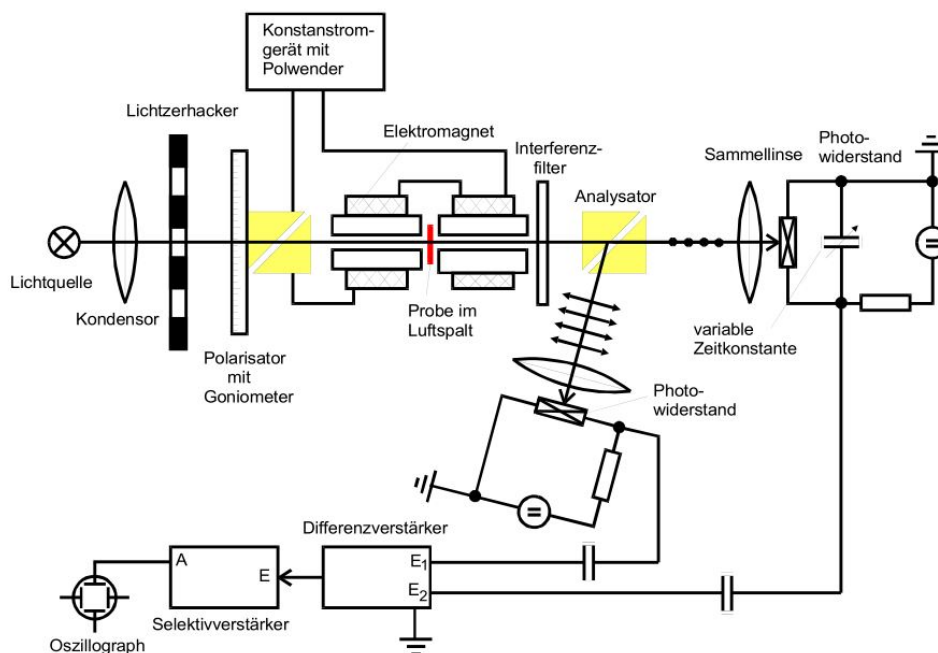 Konstanstrom-
gerät mit
Polwender
Lichtzerhacker
Elektromagnet
Interferenz-
filter
Analysator
Sammellinse
Photo-
widerstand
Lichtquelle
Kondensor
Polarisator
mit
Goniometer
Probe im
Luftspalt
variable
Zeitkonstante
Photo-
widerstand
Differenzverstärker
A
E
E1
E2
Selektivverstärker
Oszillograph